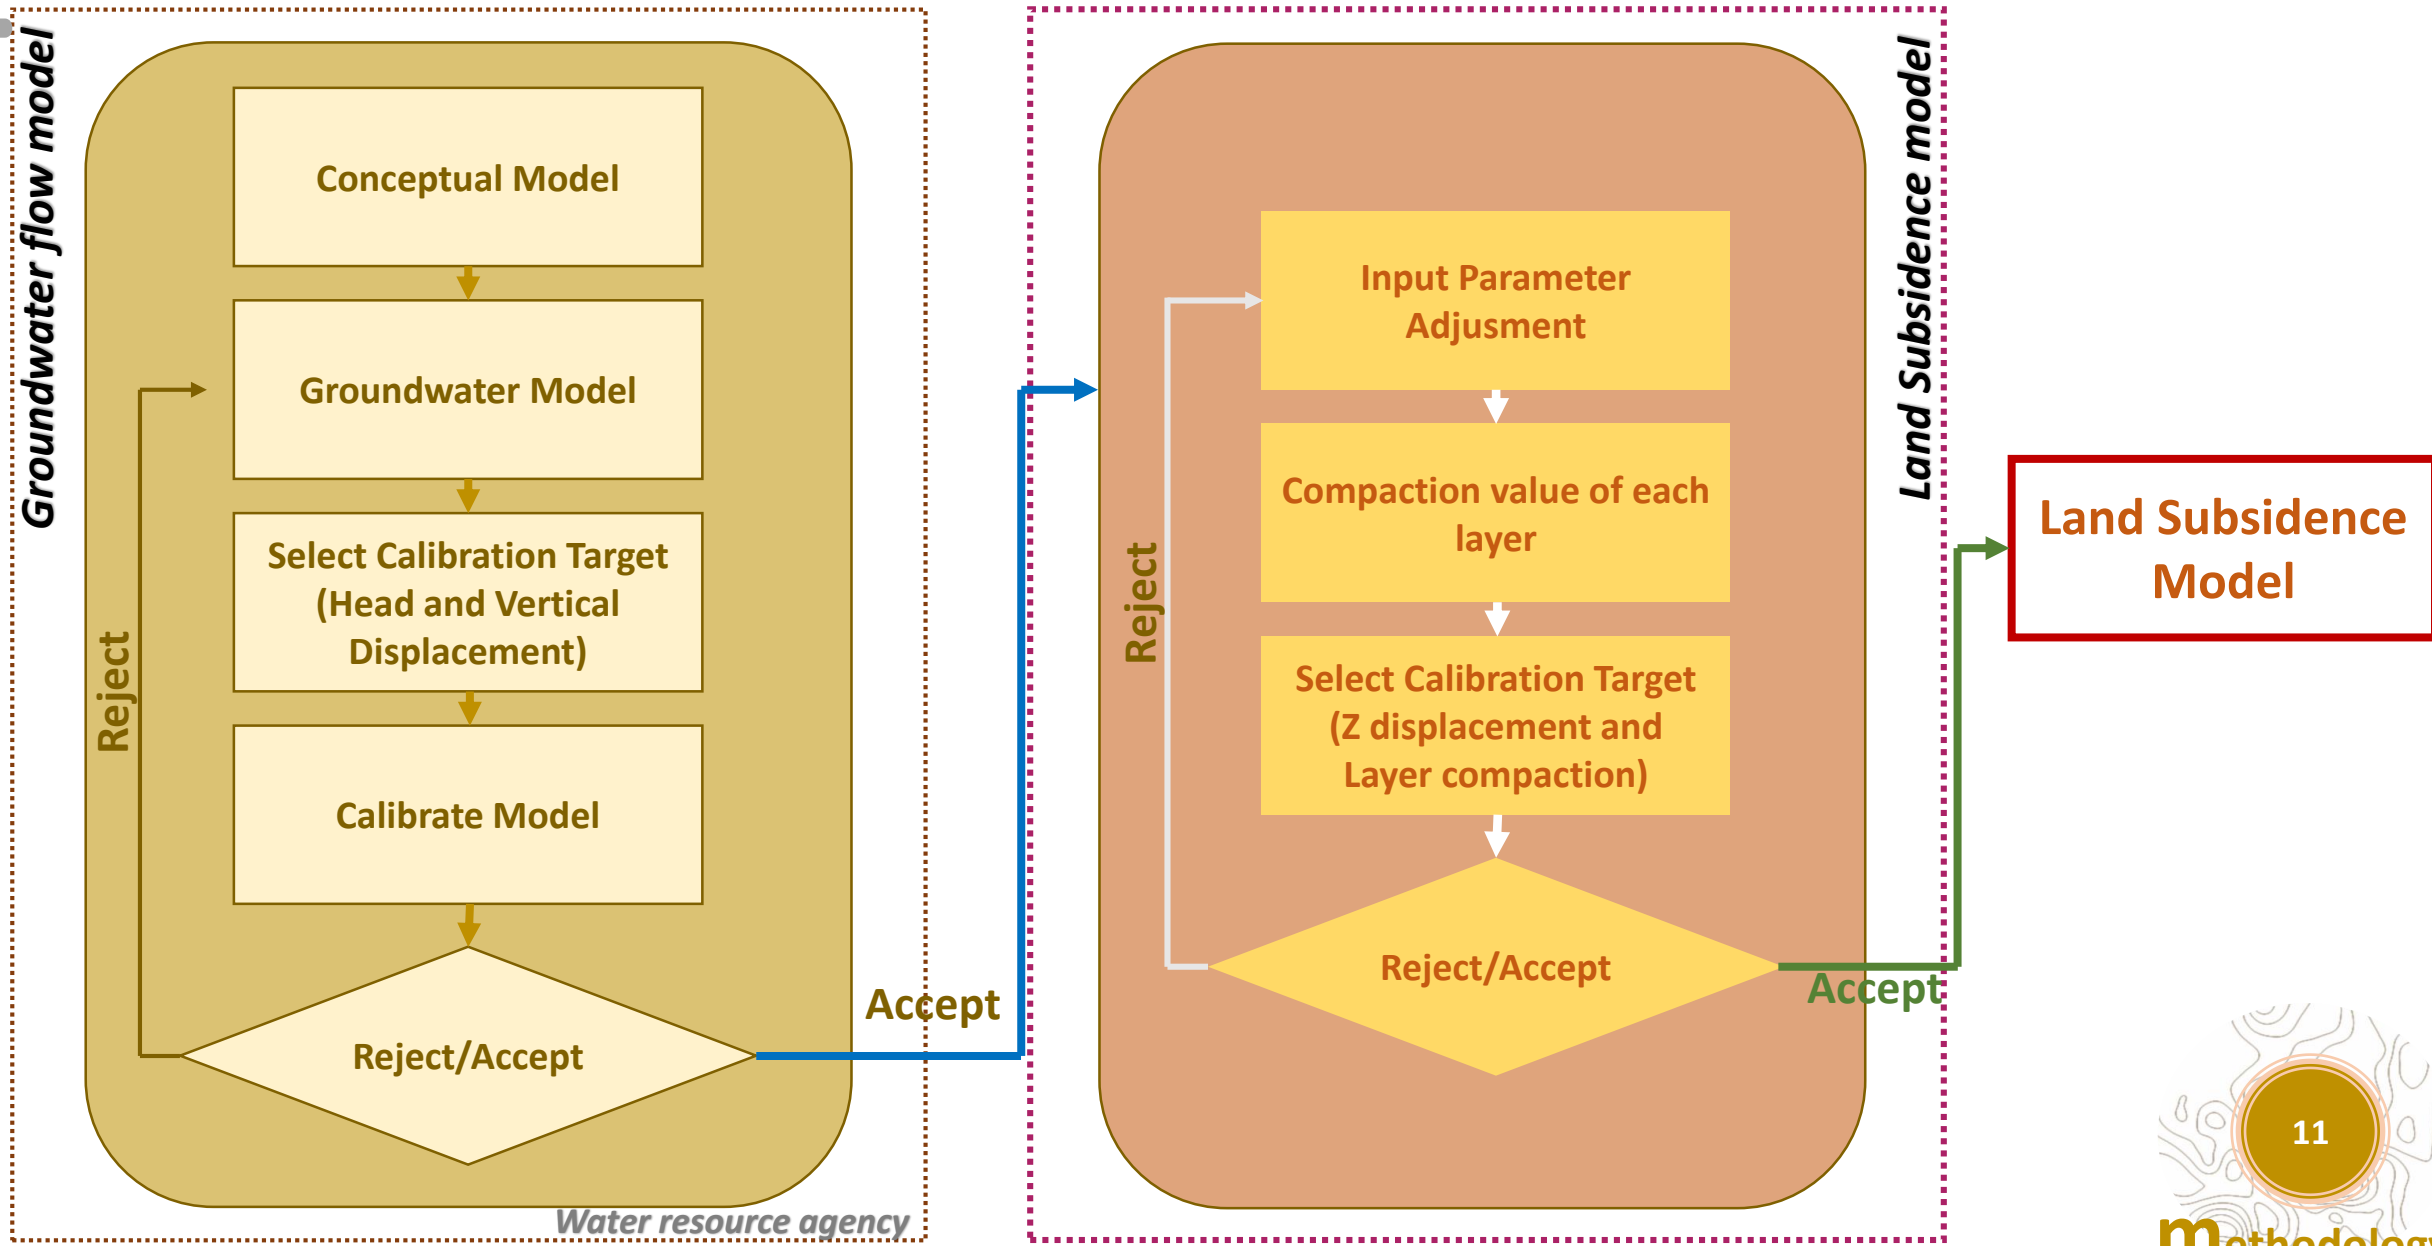 Groundwater flow model
Conceptual Model
Groundwater Model
Select Calibration Target
(Head and Vertical
Displacement)
Calibrate Model
Reject/Accept
Reject
Accept
Water resource agency
Land Subsidence model
Input Parameter
Adjusment
Compaction value of each
layer
Select Calibration Target
(Z displacement and
Layer compaction)
Reject/Accept
Reject
Accept
Land Subsidence
Model
11